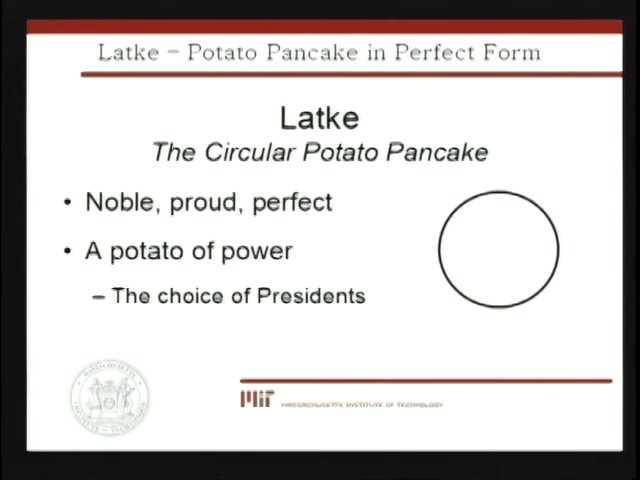 Latke – Potato Pancake in Perfect Form
Latke
The Circular Potato Pancake
• Noble, proud, perfect
• A potato of power
– The choice of Presidents
MIT MASSACHUSETTS INSTITUTE OF TECHNOLOGY